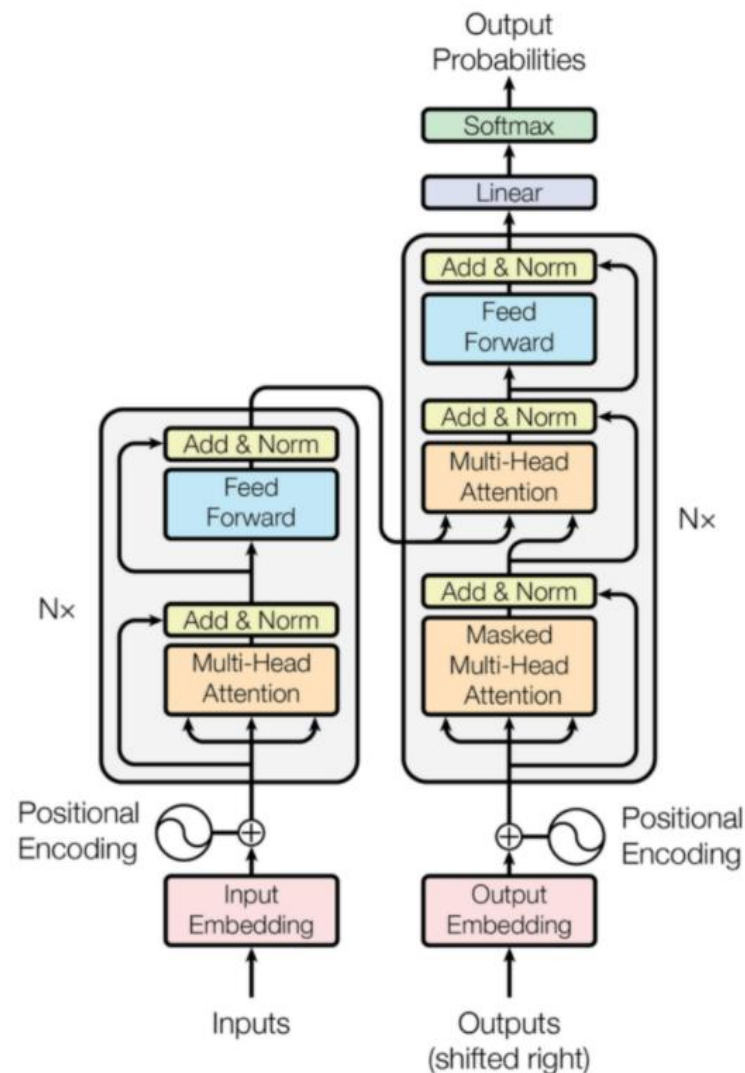 Output
Probabilities
Softmax
Linear
Add & Norm
Feed
Forward
Add & Norm
Multi-Head
Attention
Nx
Add & Norm
Masked
Multi-Head
Attention
Add & Norm
Feed
Forward
Nx
Add & Norm
Multi-Head
Attention
Positional
Encoding
Positional
Encoding
Input
Embedding
Output
Embedding
Inputs
Outputs
(shifted right)